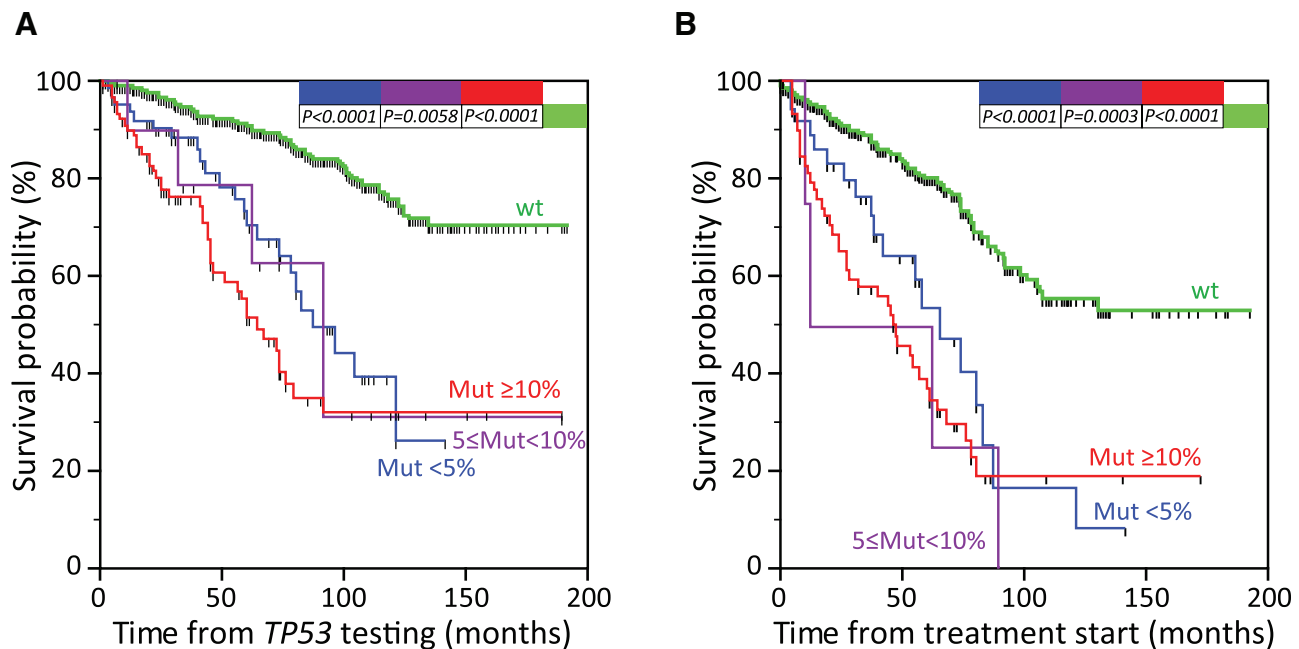 A
Survival probability (%)
100
80
60
40
20
0
P<0.0001 P=0.0058 P<0.0001
wt
Mut ≥10%
5≤Mut<10%
Mut <5%
0 50 100 150 200
Time from TP53 testing (months)
B
Survival probability (%)
100
80
60
40
20
0
P<0.0001 P=0.0003 P<0.0001
wt
Mut ≥10%
Mut <5%
5≤Mut<10%
0 50 100 150 200
Time from treatment start (months)